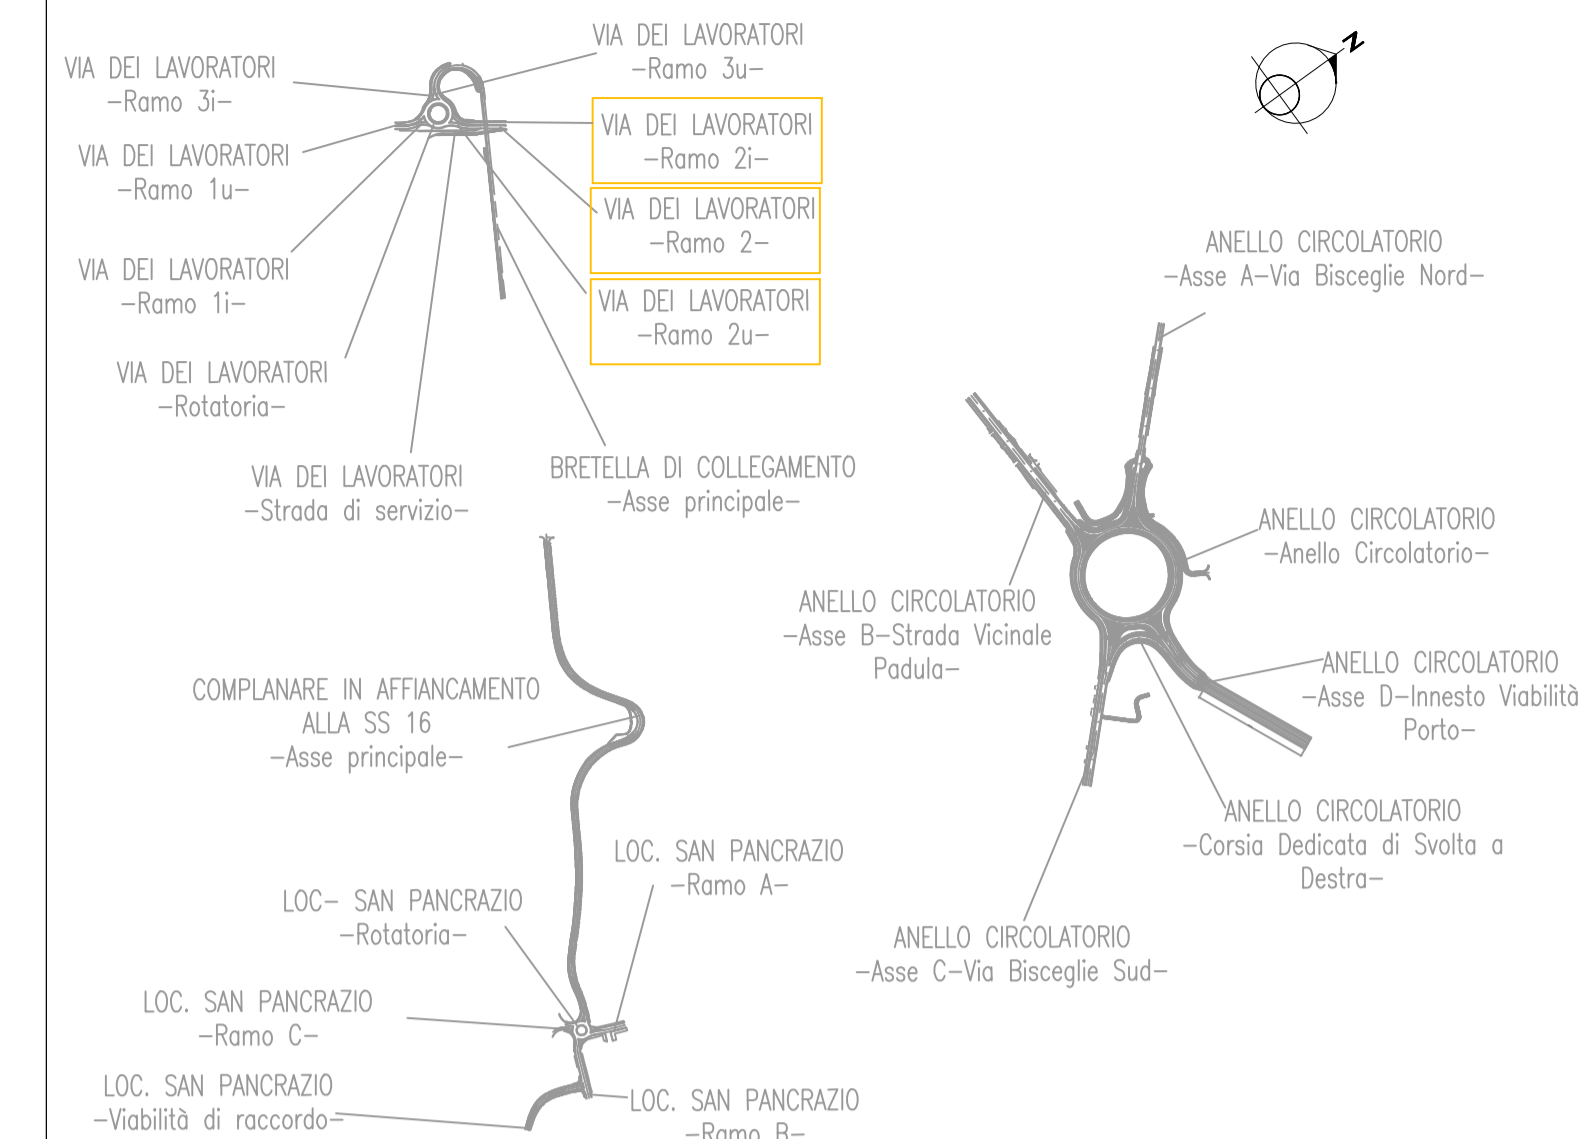 VIA DEI LAVORATORI
-Ramo 3u-
VIA DEI LAVORATORI
-Ramo 3i-
N
VIA DEI LAVORATORI
-Ramo 2i-
VIA DEI LAVORATORI
-Ramo 1u-
VIA DEI LAVORATORI
-Ramo 2-
VIA DEI LAVORATORI
-Ramo 1i-
VIA DEI LAVORATORI
-Ramo 2u-
ANELLO CIRCOLATORIO
-Asse A-Via Bisceglie Nord-
VIA DEI LAVORATORI
-Rotatoria-
VIA DEI LAVORATORI
-Strada di servizio-
BRETELLA DI COLLEGAMENTO
-Asse principale-
ANELLO CIRCOLATORIO
-Anello Circolatorio-
ANELLO CIRCOLATORIO
-Asse B-Strada Vicinale
Padula-
COMPLANARE IN AFFIANCAMENTO
ALLA SS 16
-Asse principale-
ANELLO CIRCOLATORIO
-Asse D-Innesto Viabilità
Porto-
ANELLO CIRCOLATORIO
-Corsia Dedicata di Svolta a
Destra-
LOC. SAN PANCRAZIO
-Ramo A-
LOC- SAN PANCRAZIO
-Rotatoria-
ANELLO CIRCOLATORIO
-Asse C-Via Bisceglie Sud-
LOC. SAN PANCRAZIO
-Ramo C-
LOC. SAN PANCRAZIO
-Viabilità di raccordo-
LOC. SAN PANCRAZIO
-Ramo B-